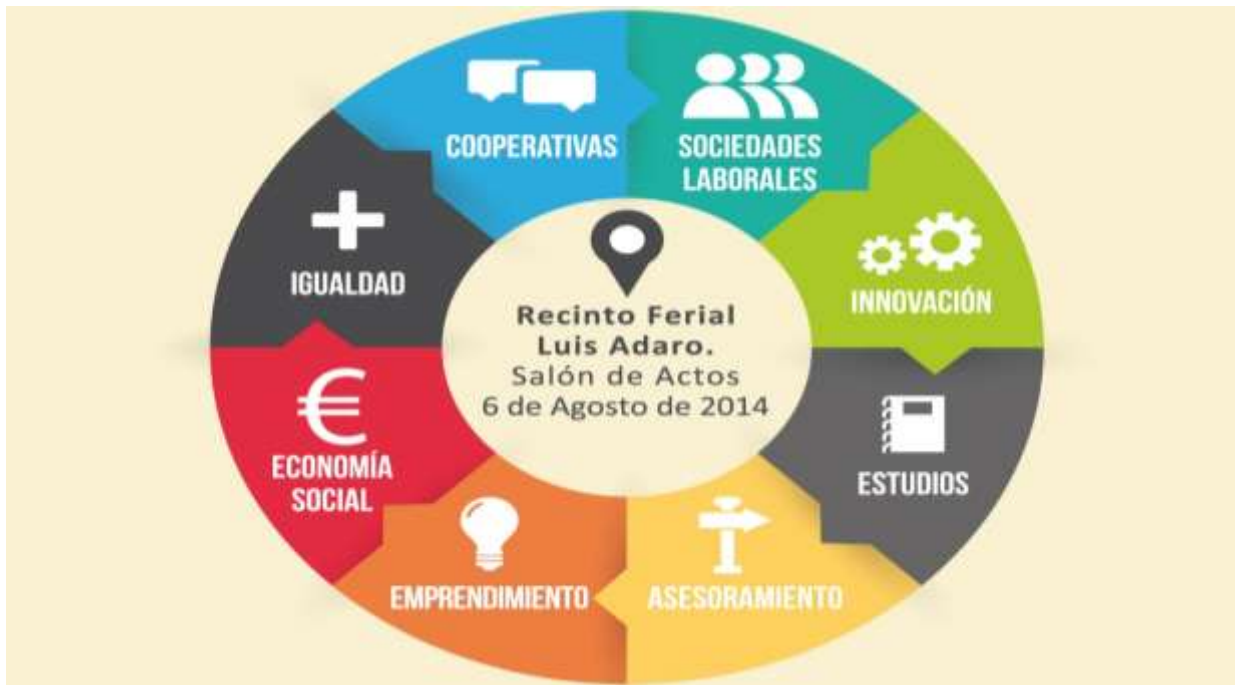 COOPERATIVAS
SOCIEDADES
LABORALES
INNOVACIÓN
ESTUDIOS
ASESORAMIENTO
EMPRENDIMIENTO
ECONOMÍA
SOCIAL
IGUALDAD
Recinto Ferial
Luis Adaro.
Salón de Actos
6 de Agosto de 2014